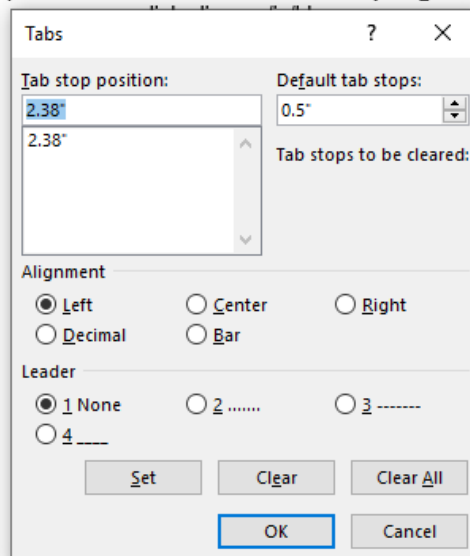 Tabs ? ×
Tab stop position: Default tab stops:
2.38" 0.5"
2.38"
Tab stops to be cleared:
Alignment
Left Center Right
Decimal Bar
Leader
1 None 2 ....... 3 -------
4 ____
Set Clear Clear All
OK Cancel